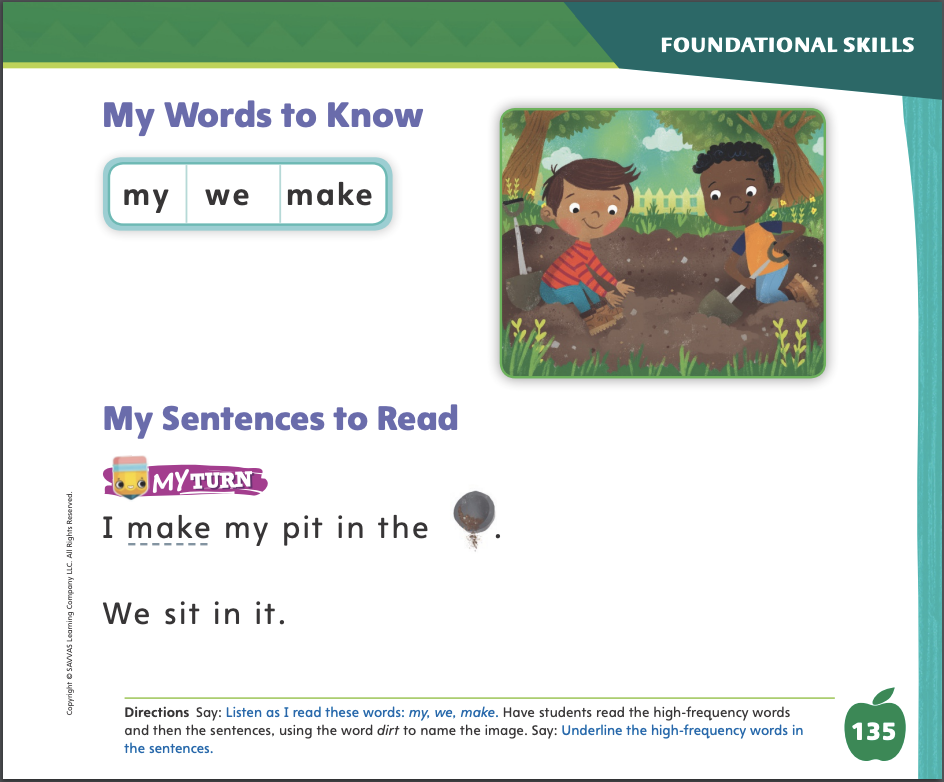 FOUNDATIONAL SKILLS
My Words to Know
my we make
My Sentences to Read
MY TURN
I make my pit in the .
We sit in it.
Copyright © SAVVAS Learning Company LLC. All Rights Reserved.
Directions Say: Listen as I read these words: my, we, make. Have students read the high-frequency words
and then the sentences, using the word dirt to name the image. Say: Underline the high-frequency words in
the sentences.
135